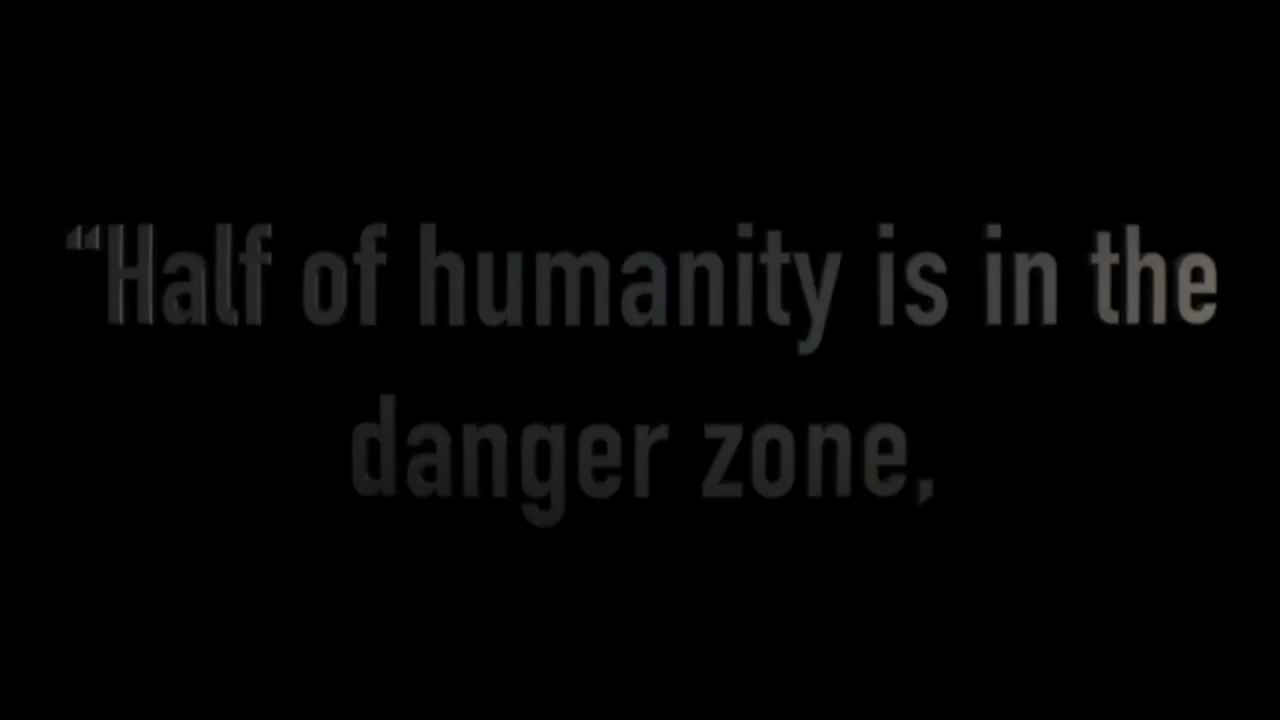 “Half of humanity is in the
danger zone,